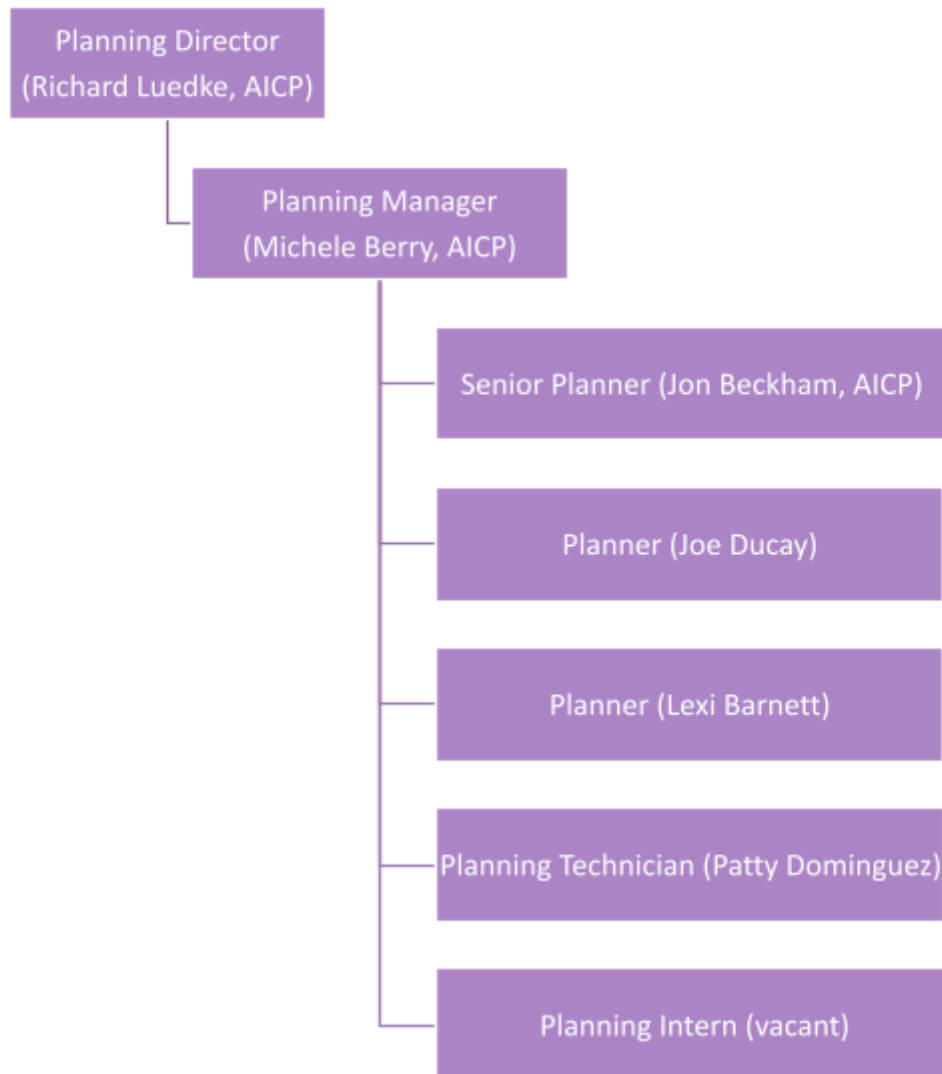 Planning Director
(Richard Luedke, AICP)
Planning Manager
(Michele Berry, AICP)
Senior Planner (Jon Beckham, AICP)
Planner (Joe Ducay)
Planner (Lexi Barnett)
Planning Technician (Patty Dominguez)
Planning Intern (vacant)